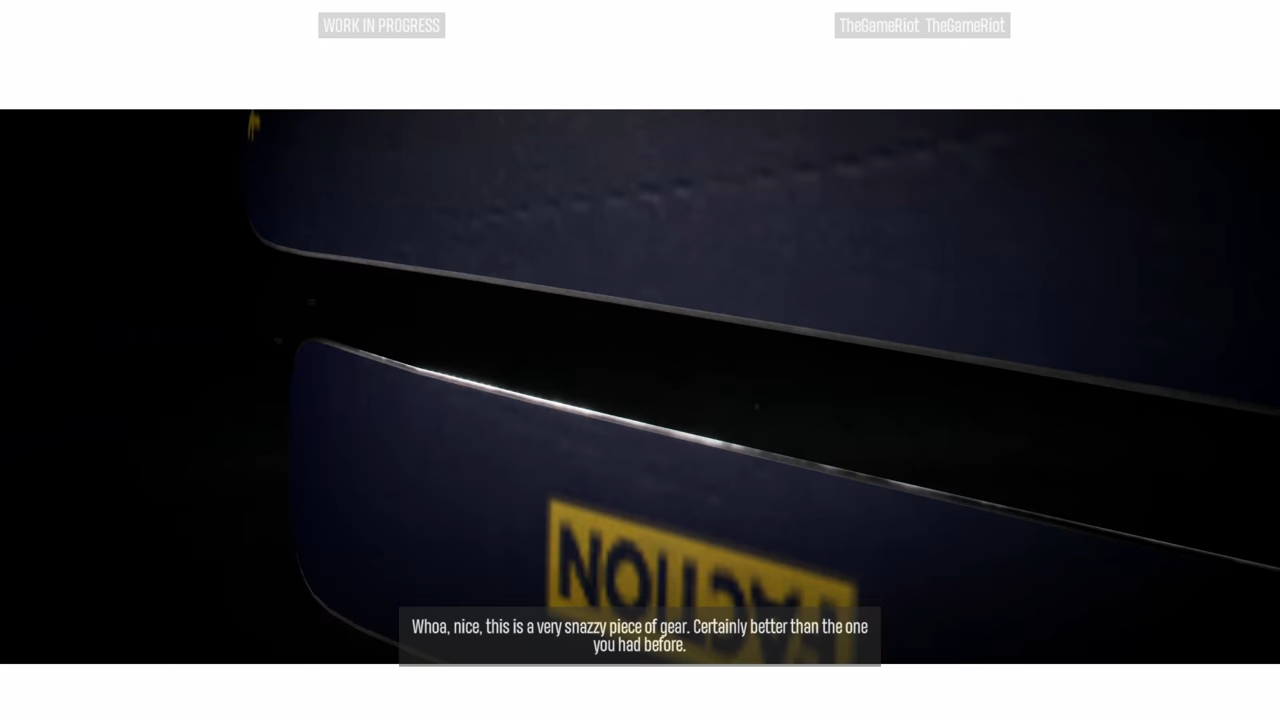 WORK IN PROGRESS
TheGameRiot TheGameRiot
Whoa, nice, this is a very snazzy piece of gear. Certainly better than the one
you had before.